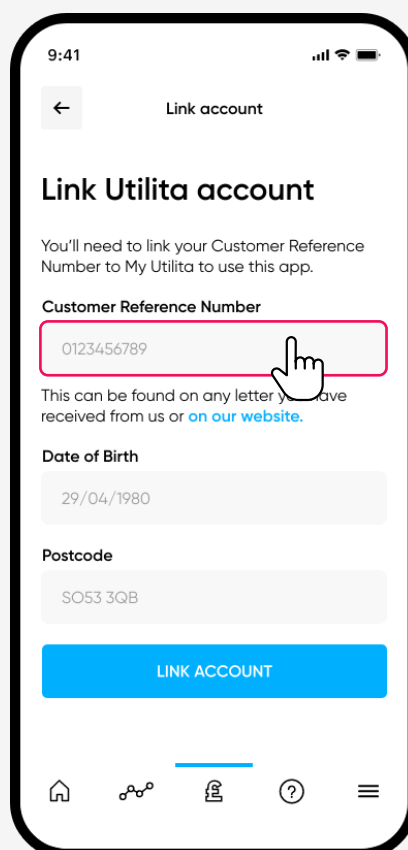 9:41
Link account
Link Utilita account
You'll need to link your Customer Reference
Number to My Utilita to use this app.
Customer Reference Number
0123456789
This can be found on any letter you have
received from us or on our website.
Date of Birth
29/04/1980
Postcode
SO53 3QB
LINK ACCOUNT